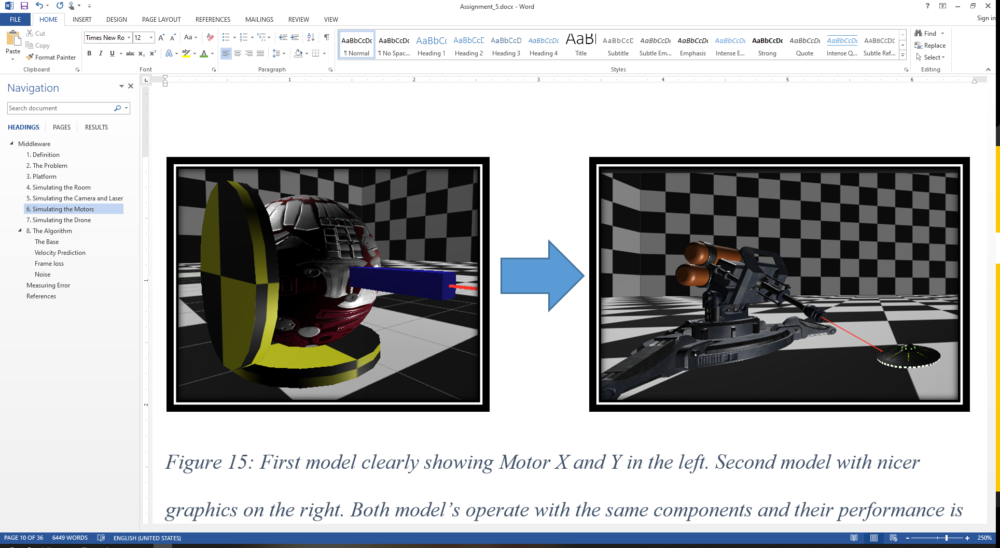 Assignment_5.docx - Word
?
FILE HOME INSERT DESIGN PAGE LAYOUT REFERENCES MAILINGS REVIEW VIEW
Sign in
Paste
Cut
Copy
Format Painter
Clipboard
Times New Ro 12
Aa
B I U abc x₂ x²
Font
Paragraph
AaBbCcDc AaBbCcDc AaBbC( AaBbCcE AaBbCcD AaBbCcDc AaBl AaBbCcD AaBbCcDc AaBbCcDc AaBbCcDc AaBbCcDc AaBbCcDc AaBbCcDc AABBCCDE
¶ Normal ¶ No Spac... Heading 1 Heading 2 Heading 3 Heading 4 Title Subtitle Subtle Em... Emphasis Intense E... Strong Quote Intense Q... Subtle Ref...
Styles
Find
Replace
Select
Editing
Navigation
Search document
HEADINGS PAGES RESULTS
Middleware
1. Definition
2. The Problem
3. Platform
4. Simulating the Room
5. Simulating the Camera and Laser
6. Simulating the Motors
7. Simulating the Drone
8. The Algorithm
The Base
Velocity Prediction
Frame loss
Noise
Measuring Error
References
L
1 2 3 4 5 6
1
2
Figure 15: First model clearly showing Motor X and Y in the left. Second model with nicer
graphics on the right. Both model’s operate with the same components and their performance is
PAGE 10 OF 36 6449 WORDS ENGLISH (UNITED STATES)
250%